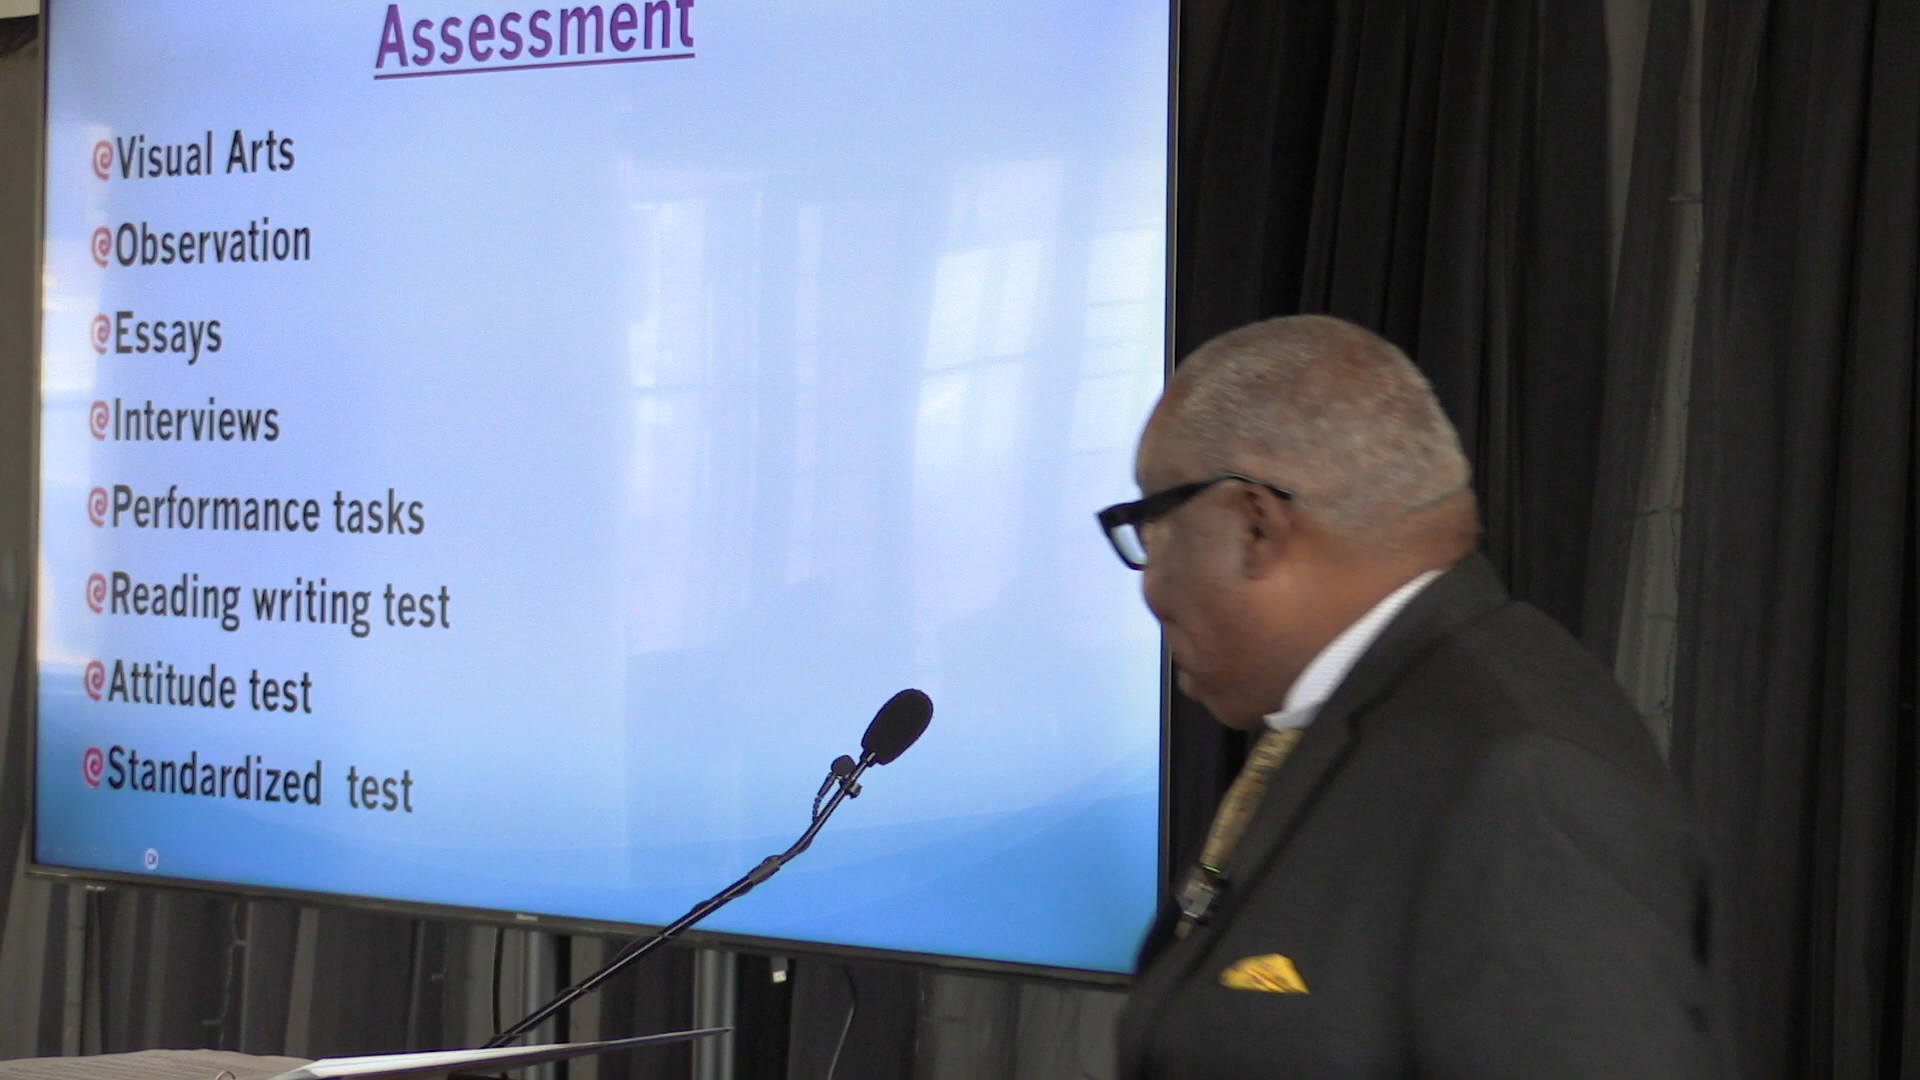 Assessment
Visual Arts
Observation
Essays
Interviews
Performance tasks
Reading writing test
Attitude test
Standardized test